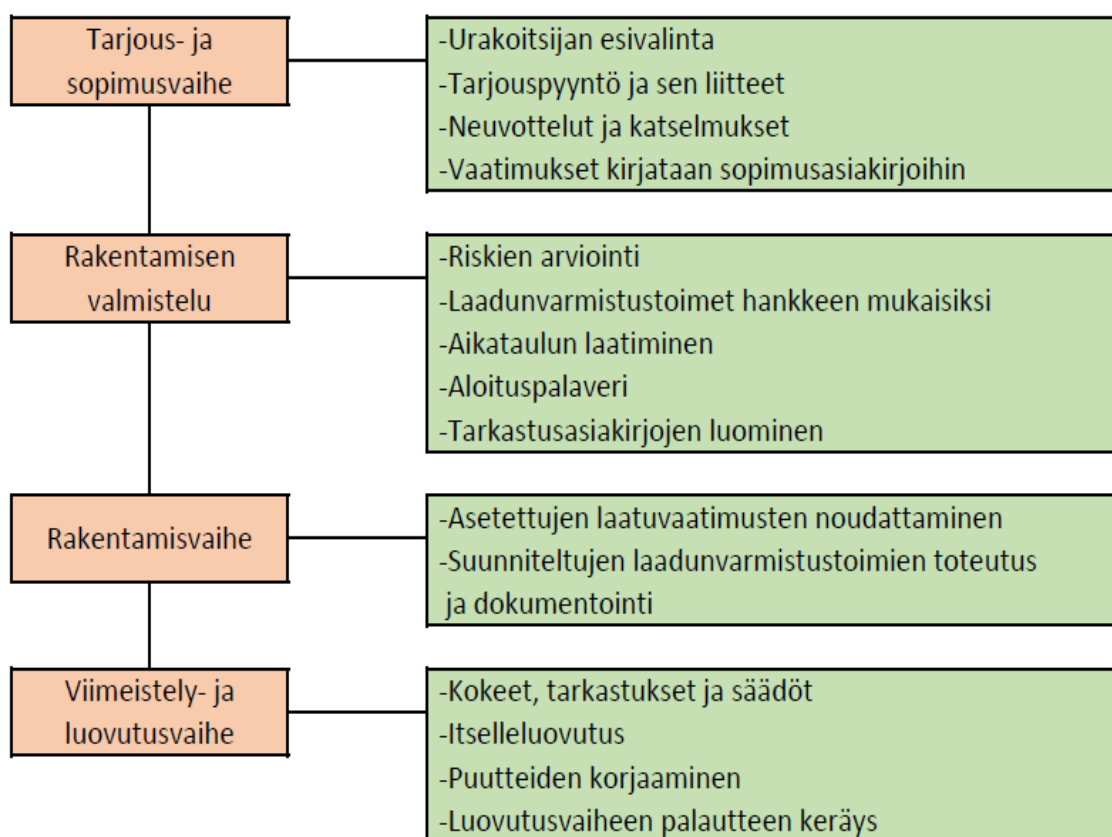 Tarjous- ja
sopimusvaihe
-Urakoitsijan esivalinta
-Tarjouspyyntö ja sen liitteet
-Neuvottelut ja katselmukset
-Vaatimukset kirjataan sopimusasiakirjoihin
Rakentamisen
valmistelu
-Riskien arviointi
-Laadunvarmistustoimet hankkeen mukaisiksi
-Aikataulun laatiminen
-Aloituspalaveri
-Tarkastusasiakirjojen luominen
Rakentamisvaihe
-Asetettujen laatuvaatimusten noudattaminen
-Suunniteltujen laadunvarmistustoimien toteutus
ja dokumentointi
Viimeistely- ja
luovutusvaihe
-Kokeet, tarkastukset ja säädöt
-Itselleluovutus
-Puutteiden korjaaminen
-Luovutusvaiheen palautteen keräys